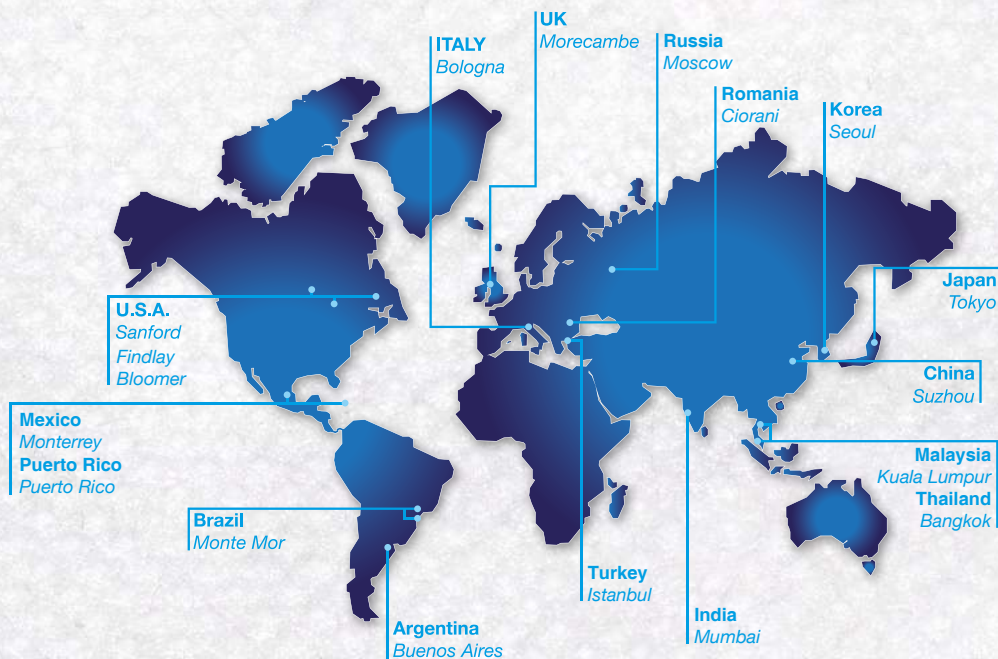 UK
Morecambe
ITALY
Bologna
Russia
Moscow
Romania
Ciorani
Korea
Seoul
U.S.A.
Sanford
Findlay
Bloomer
Japan
Tokyo
China
Suzhou
Mexico
Monterrey
Puerto Rico
Puerto Rico
Malaysia
Kuala Lumpur
Thailand
Bangkok
Brazil
Monte Mor
Turkey
Istanbul
India
Mumbai
Argentina
Buenos Aires